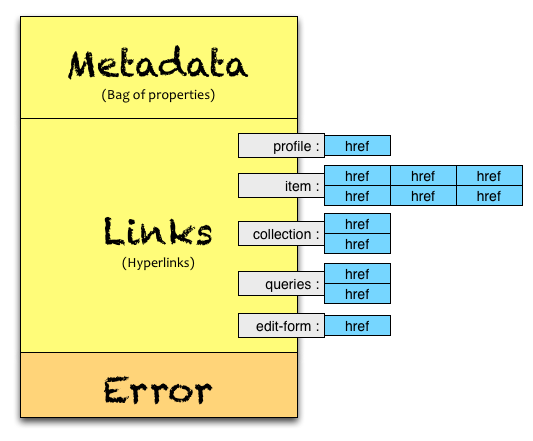 Metadata
(Bag of properties)
profile : href
item : href href href
href href href
Links
(Hyperlinks)
collection : href
href
queries : href
href
edit-form : href
Error